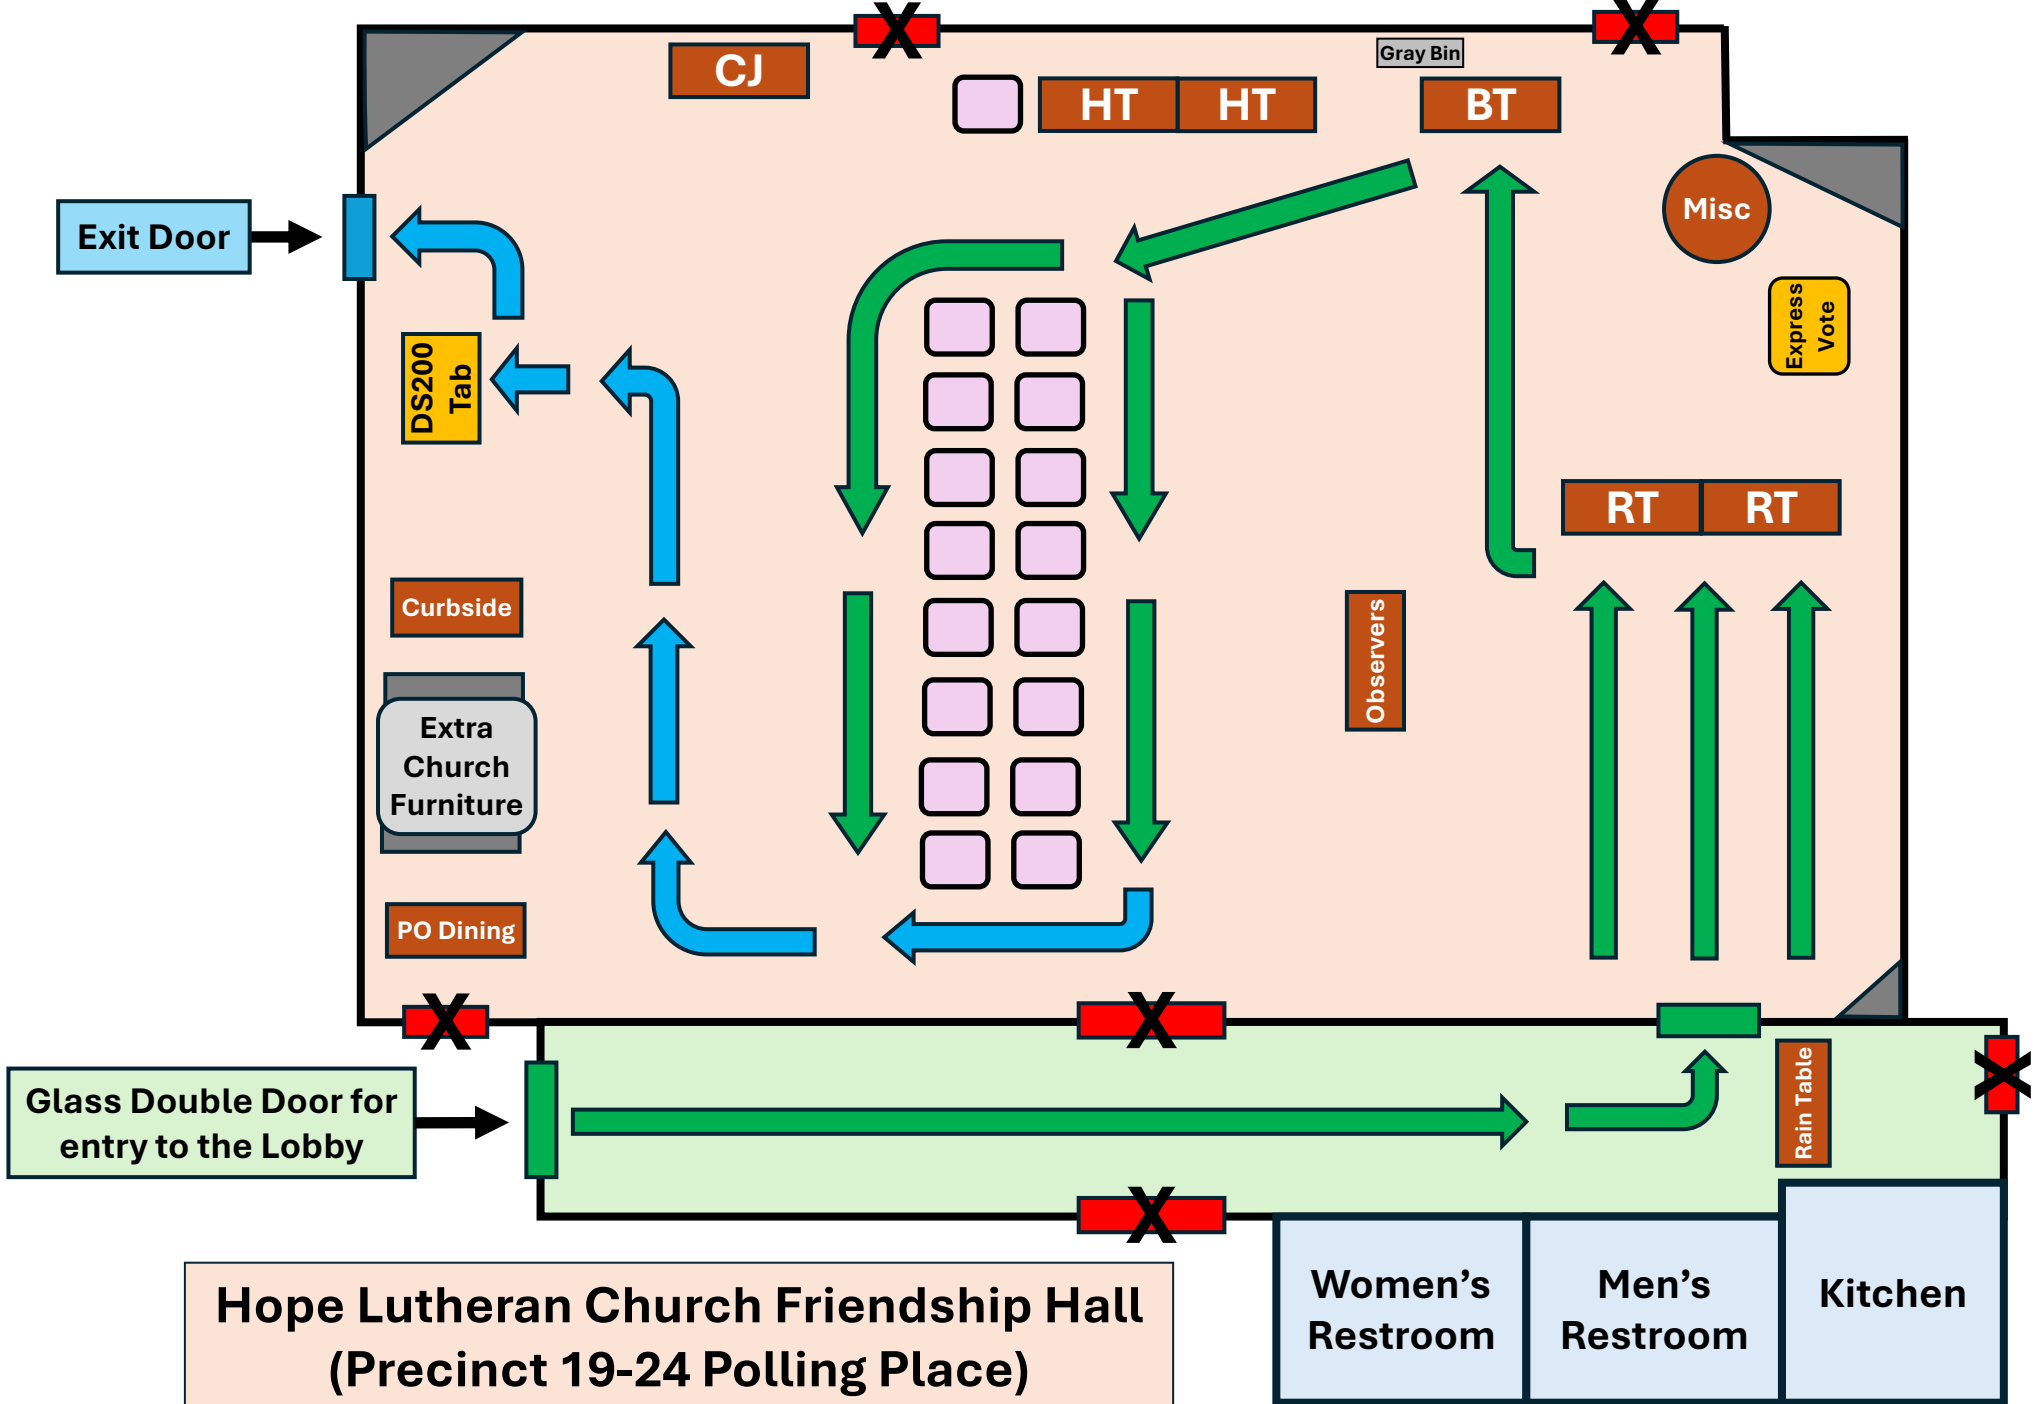 X
X
Gray Bin
CJ
HT
HT
BT
Misc
Exit Door
Express
Vote
DS200
Tab
RT
RT
Curbside
Observers
Extra
Church
Furniture
PO Dining
X
X
X
Glass Double Door for
entry to the Lobby
Rain Table
X
Hope Lutheran Church Friendship Hall
(Precinct 19-24 Polling Place)
Women’s
Restroom
Men’s
Restroom
Kitchen